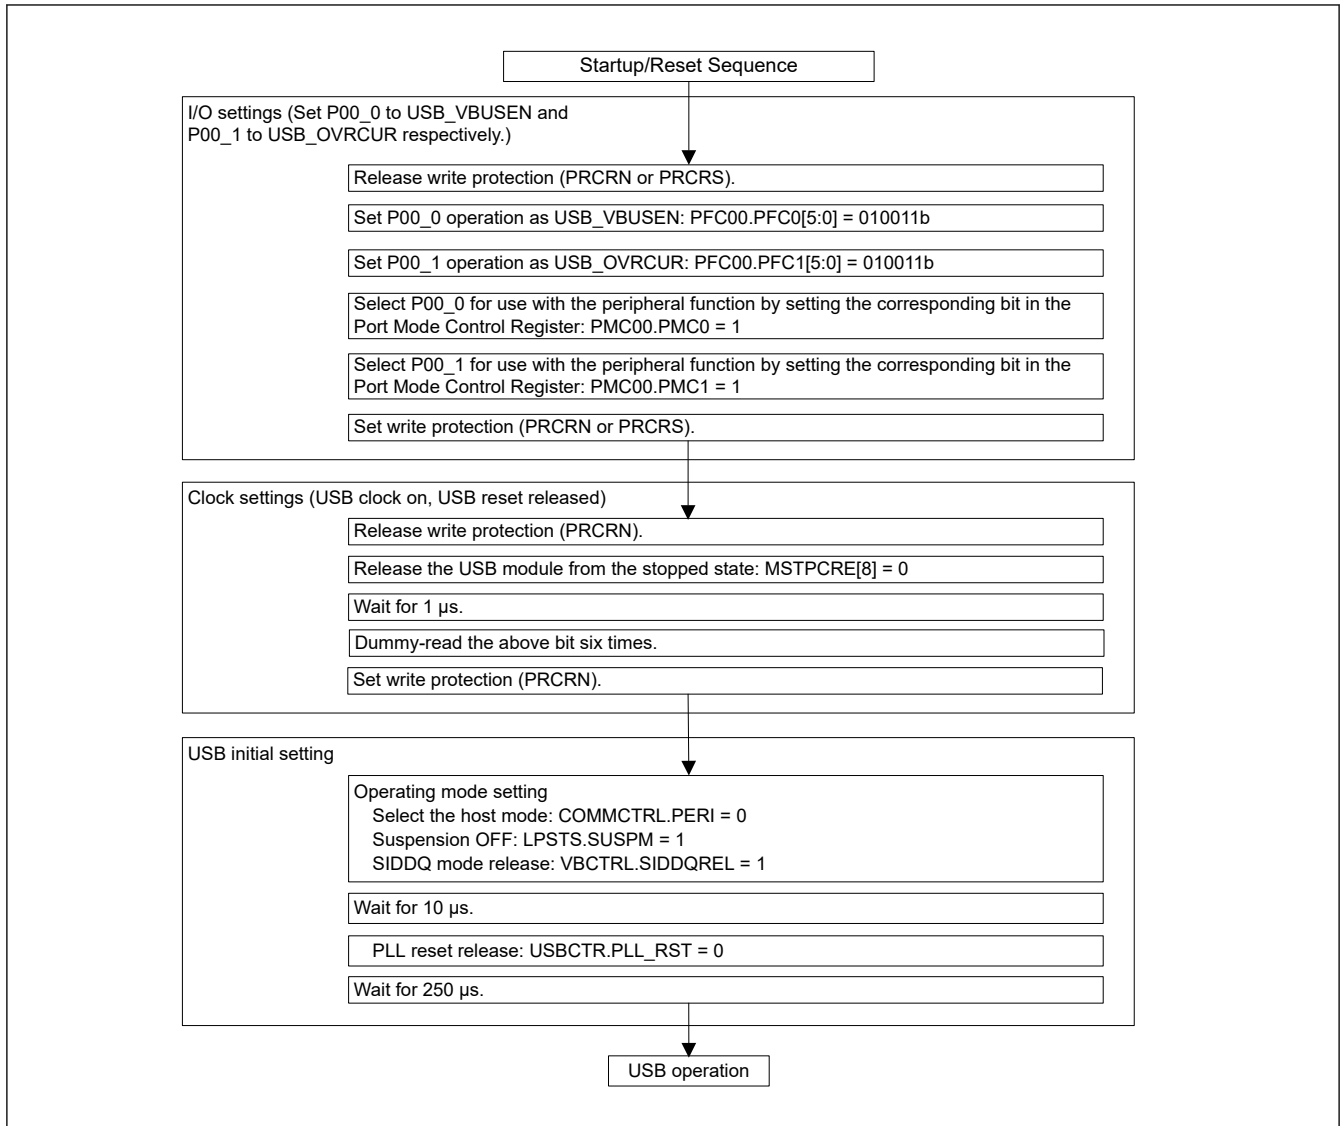 Startup/Reset Sequence
I/O settings (Set P00_0 to USB_VBUSEN and
P00_1 to USB_OVRCUR respectively.)
Release write protection (PRCRN or PRCRS).
Set P00_0 operation as USB_VBUSEN: PFC00.PFC0[5:0] = 010011b
Set P00_1 operation as USB_OVRCUR: PFC00.PFC1[5:0] = 010011b
Select P00_0 for use with the peripheral function by setting the corresponding bit in the
Port Mode Control Register: PMC00.PMC0 = 1
Select P00_1 for use with the peripheral function by setting the corresponding bit in the
Port Mode Control Register: PMC00.PMC1 = 1
Set write protection (PRCRN or PRCRS).
Clock settings (USB clock on, USB reset released)
Release write protection (PRCRN).
Release the USB module from the stopped state: MSTPCRE[8] = 0
Wait for 1 µs.
Dummy-read the above bit six times.
Set write protection (PRCRN).
USB initial setting
Operating mode setting
Select the host mode: COMMCTRL.PERI = 0
Suspension OFF: LPSTS.SUSPM = 1
SIDDQ mode release: VBCTRL.SIDDQREL = 1
Wait for 10 µs.
PLL reset release: USBCTR.PLL_RST = 0
Wait for 250 µs.
USB operation